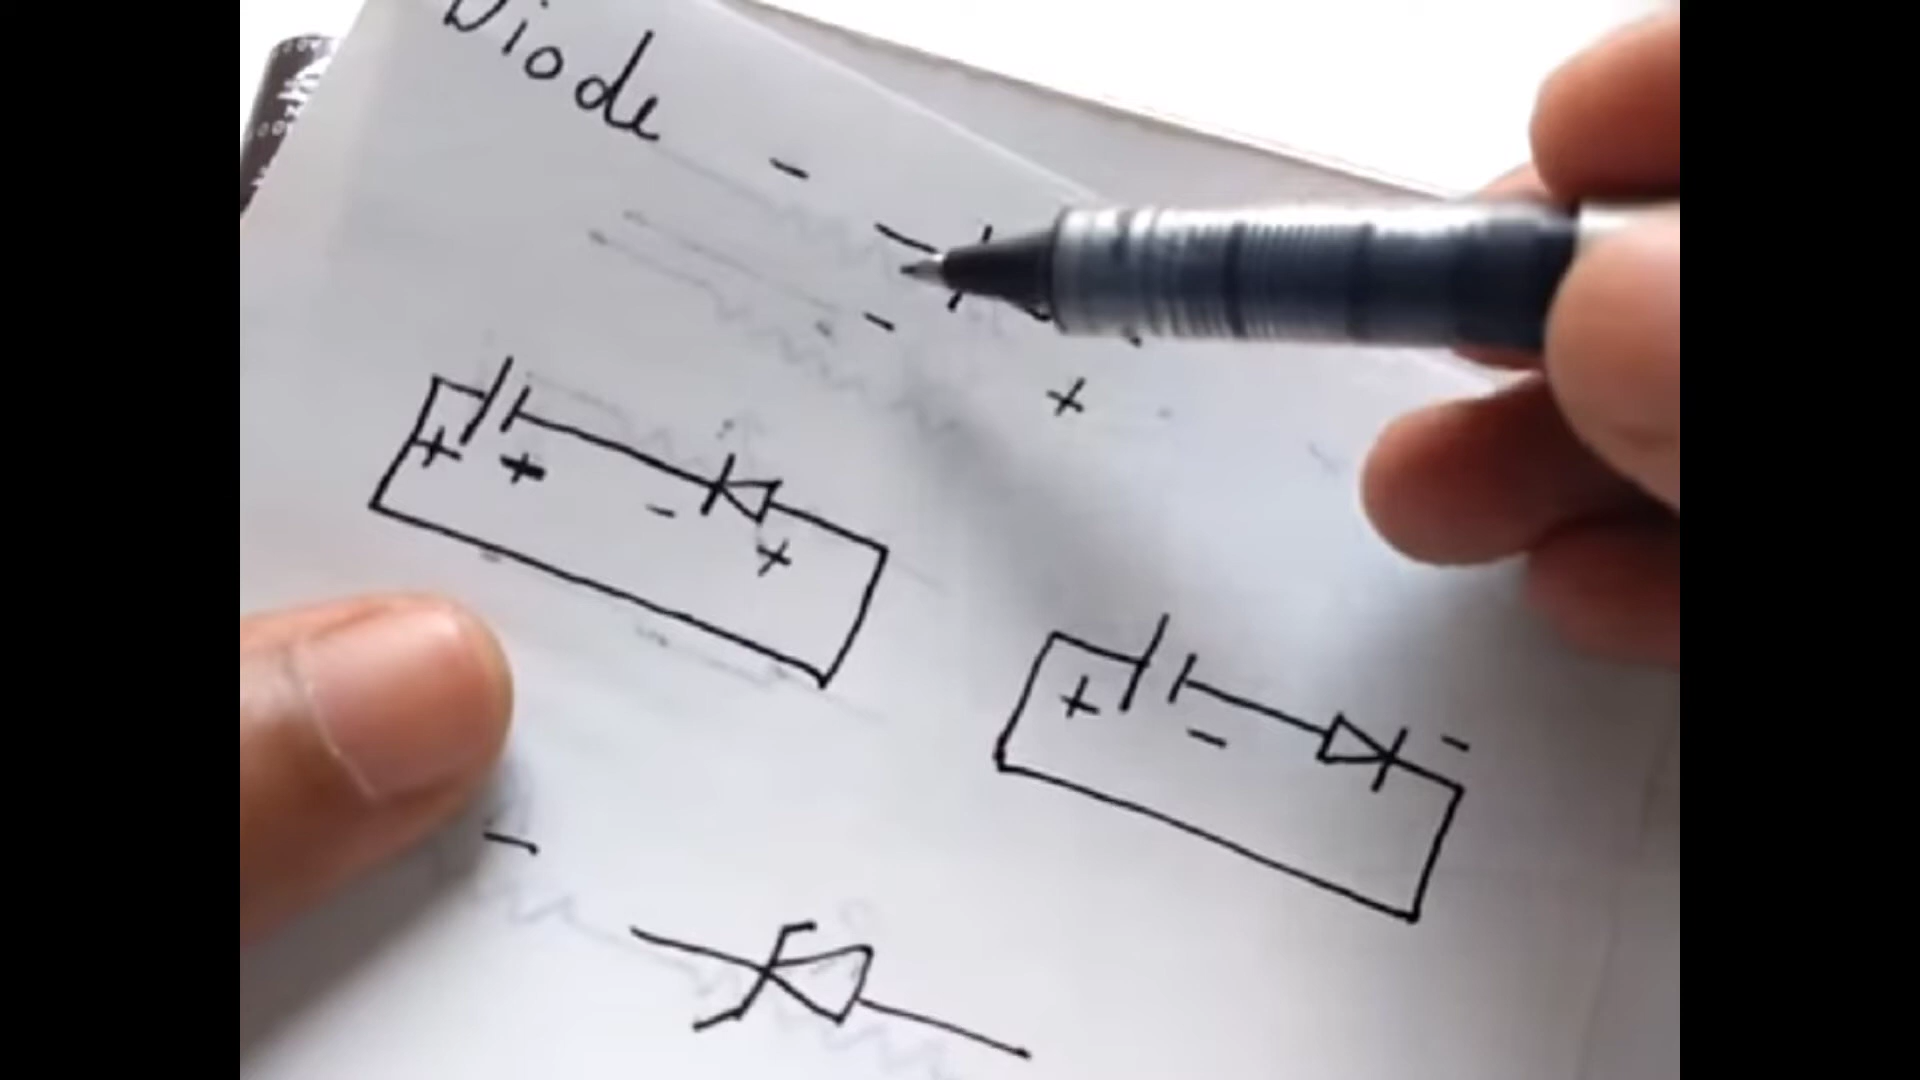 Diode -
- +
+ + - +
+ - -
-